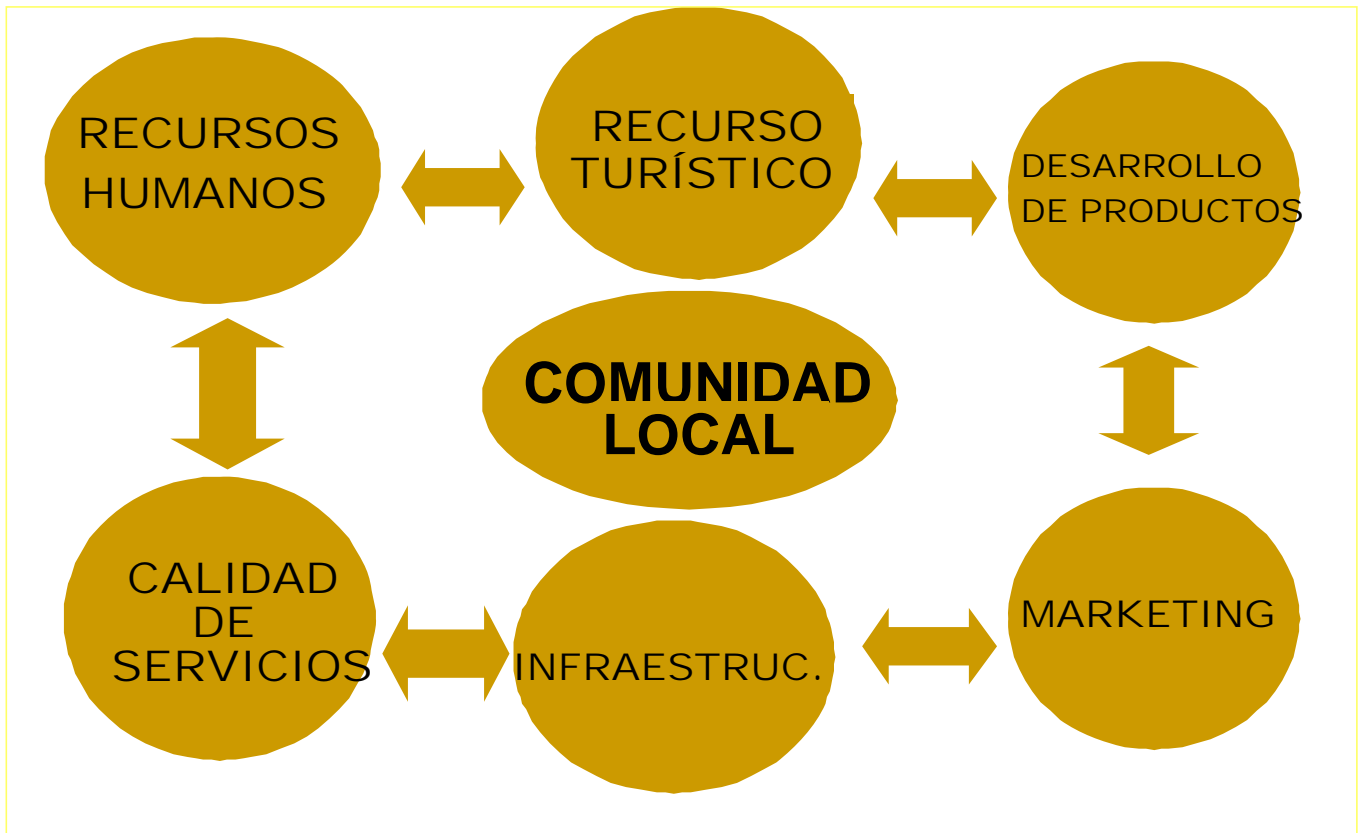 RECURSOS
HUMANOS
RECURSO
TURÍSTICO
DESARROLLO
DE PRODUCTOS
COMUNIDAD
LOCAL
CALIDAD
DE
SERVICIOS
INFRAESTRUC.
MARKETING